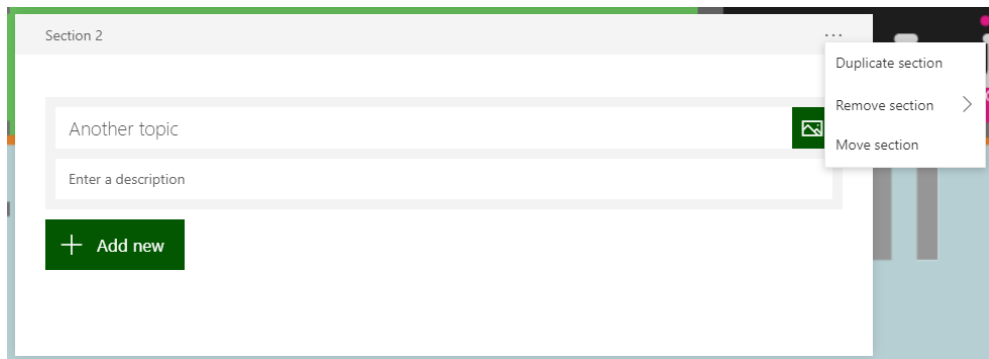 Section 2
...
Duplicate section
Another topic
Remove section
Move section
Enter a description
Add new